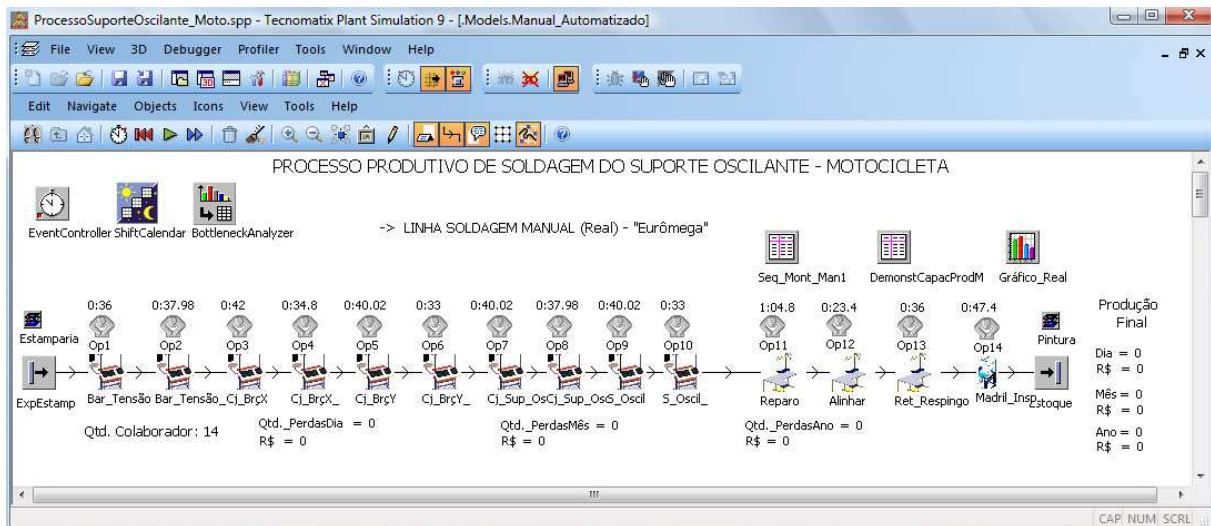 ProcessoSuporteOscilante_Moto.spp - Tecnomatix Plant Simulation 9 - [.Models.Manual_Automatizado]
File View 3D Debugger Profiler Tools Window Help
Edit Navigate Objects Icons View Tools Help
PROCESSO PRODUTIVO DE SOLDAGEM DO SUPORTE OSCILANTE - MOTOCICLETA
EventController ShiftCalendar BottleneckAnalyzer
-> LINHA SOLDAGEM MANUAL (Real) - "Eurômega"
Seq_Mont_Man1 DemonstCapacProdM Gráfico_Real
0:36 0:37.98 0:42 0:34.8 0:40.02 0:33 0:40.02 0:37.98 0:40.02 0:33 1:04.8 0:23.4 0:36 0:47.4
Produção
Final
Estamparia Op1 Op2 Op3 Op4 Op5 Op6 Op7 Op8 Op9 Op10 Op11 Op12 Op13 Op14 Pintura
Dia = 0
R$ = 0
ExpEstamp Bar_Tensão Bar_Tensão_Cj_BrçX Cj_BrçX_ Cj_BrçY Cj_BrçY_ Cj_Sup_OsCj_Sup_OsS_Oscil S_Oscil_ Reparo Alinhar Ret_Respingo Madril_Insp Estoque
Mês = 0
R$ = 0
Qtd. Colaborador: 14
Qtd._PerdasDia = 0
R$ = 0
Qtd._PerdasMês = 0
R$ = 0
Qtd._PerdasAno = 0
R$ = 0
Ano = 0
R$ = 0
CAP NUM SCRL